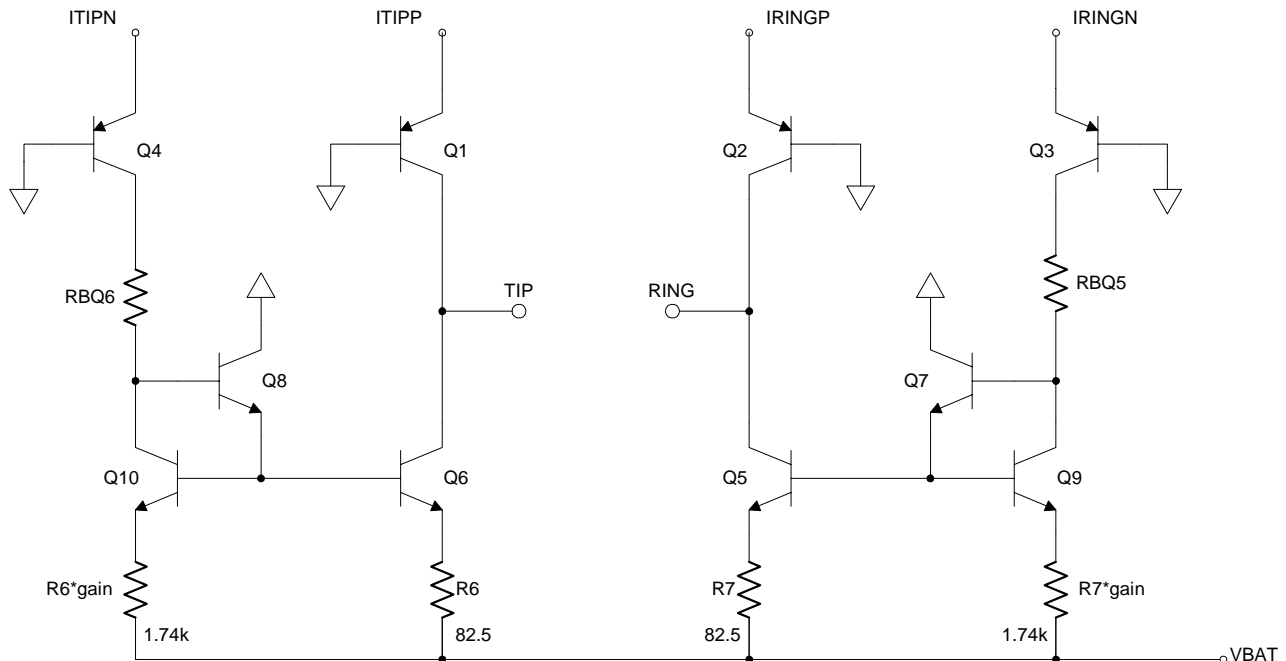 ITIPN
ITIPP
IRINGP
IRINGN
Q4
Q1
Q2
Q3
RBQ6
TIP
RING
RBQ5
Q8
Q7
Q10
Q6
Q5
Q9
R6*gain
R6
R7
R7*gain
1.74k
82.5
82.5
1.74k
VBAT